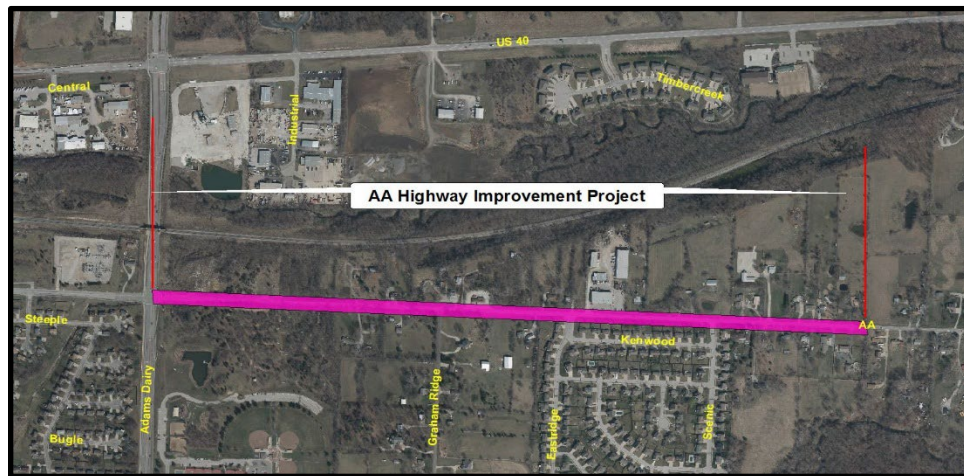 US 40
Central
Timbercreek
Industrial
AA Highway Improvement Project
Steeple
AA
Kenwood
Adams Dairy
Graham Ridge
Eastridge
Scenic
Bugle